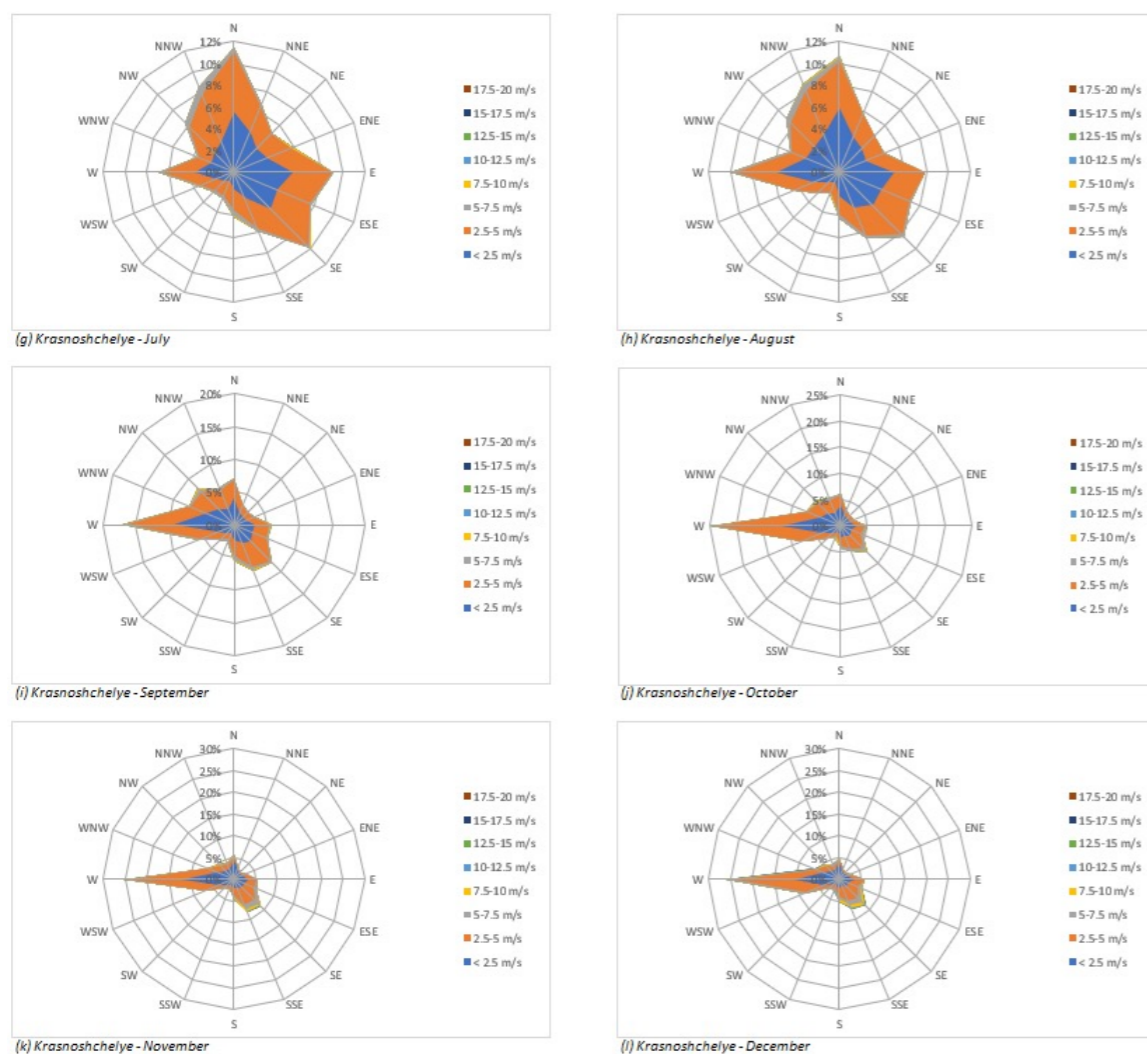 N
NNE
NE
ENE
E
ESE
SE
SSE
S
SSW
SW
WSW
W
WNW
NW
NNW
12%
10%
8%
6%
4%
2%
0%
17.5-20 m/s
15-17.5 m/s
12.5-15 m/s
10-12.5 m/s
7.5-10 m/s
5-7.5 m/s
2.5-5 m/s
< 2.5 m/s
(g) Krasnoshchelye - July
N
NNE
NE
ENE
E
ESE
SE
SSE
S
SSW
SW
WSW
W
WNW
NW
NNW
12%
10%
8%
6%
4%
2%
0%
17.5-20 m/s
15-17.5 m/s
12.5-15 m/s
10-12.5 m/s
7.5-10 m/s
5-7.5 m/s
2.5-5 m/s
< 2.5 m/s
(h) Krasnoshchelye - August
N
NNE
NE
ENE
E
ESE
SE
SSE
S
SSW
SW
WSW
W
WNW
NW
NNW
20%
15%
10%
5%
0%
17.5-20 m/s
15-17.5 m/s
12.5-15 m/s
10-12.5 m/s
7.5-10 m/s
5-7.5 m/s
2.5-5 m/s
< 2.5 m/s
(i) Krasnoshchelye - September
N
NNE
NE
ENE
E
ESE
SE
SSE
S
SSW
SW
WSW
W
WNW
NW
NNW
25%
20%
15%
10%
5%
0%
17.5-20 m/s
15-17.5 m/s
12.5-15 m/s
10-12.5 m/s
7.5-10 m/s
5-7.5 m/s
2.5-5 m/s
< 2.5 m/s
(j) Krasnoshchelye - October
N
NNE
NE
ENE
E
ESE
SE
SSE
S
SSW
SW
WSW
W
WNW
NW
NNW
30%
25%
20%
15%
10%
5%
0%
17.5-20 m/s
15-17.5 m/s
12.5-15 m/s
10-12.5 m/s
7.5-10 m/s
5-7.5 m/s
2.5-5 m/s
< 2.5 m/s
(k) Krasnoshchelye - November
N
NNE
NE
ENE
E
ESE
SE
SSE
S
SSW
SW
WSW
W
WNW
NW
NNW
30%
25%
20%
15%
10%
5%
0%
17.5-20 m/s
15-17.5 m/s
12.5-15 m/s
10-12.5 m/s
7.5-10 m/s
5-7.5 m/s
2.5-5 m/s
< 2.5 m/s
(l) Krasnoshchelye - December